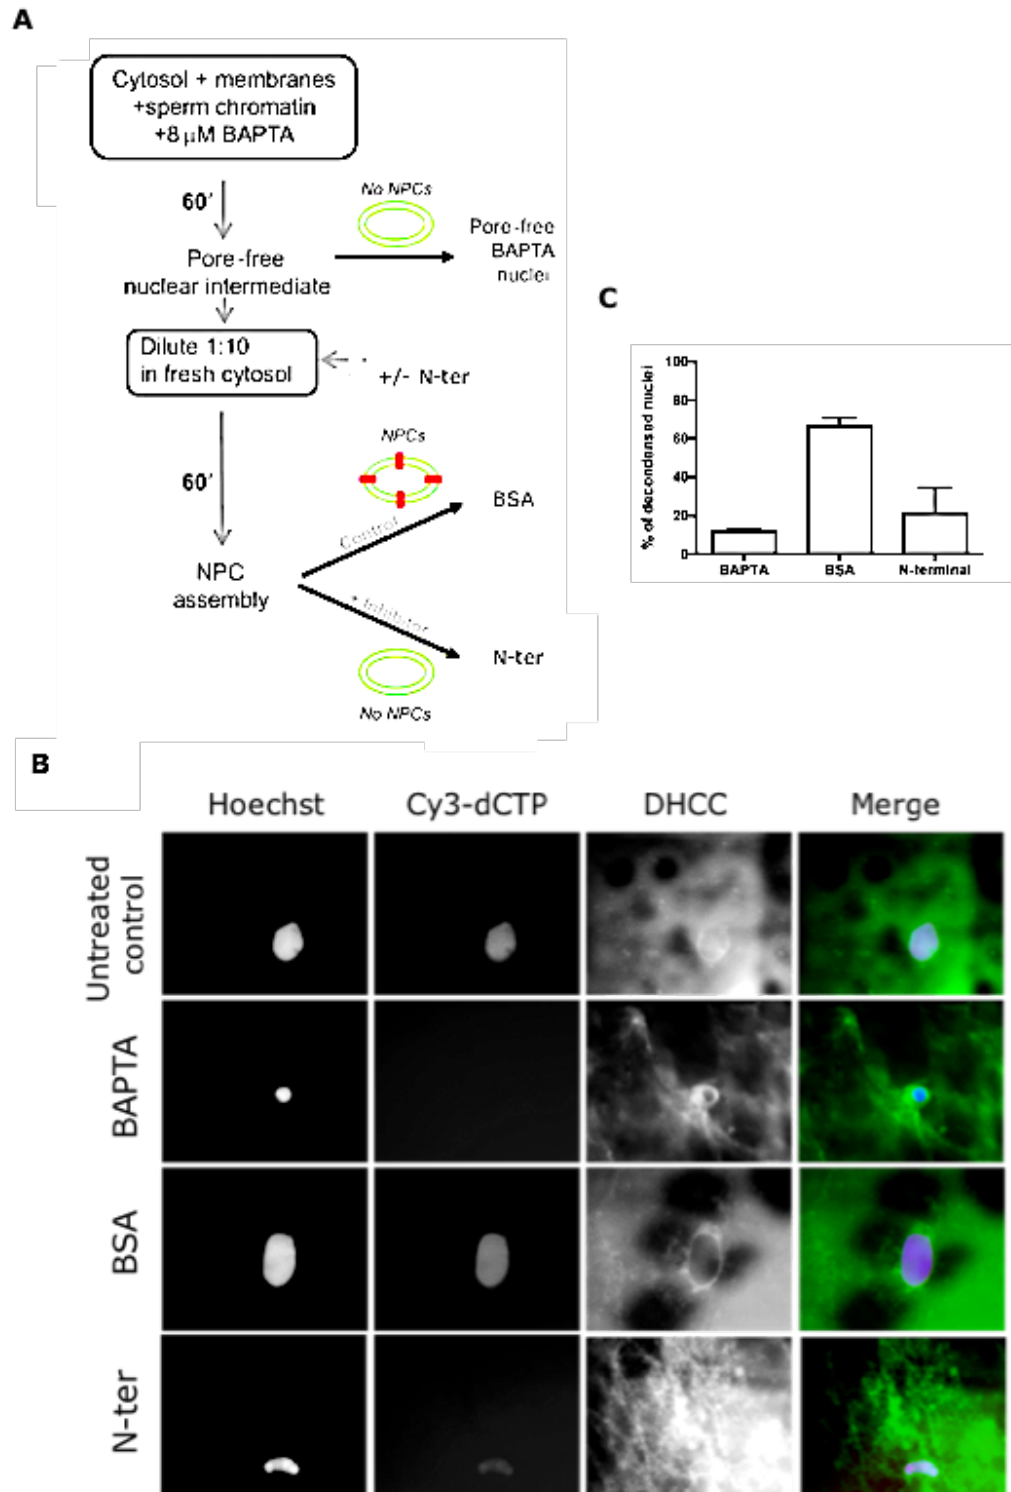 A
Cytosol + membranes
+sperm chromatin
+8 µM BAPTA
60'
No NPCs
Pore-free
nuclear intermediate
Pore-free
BAPTA
nuclei
Dilute 1:10
in fresh cytosol
+/- N-ter
60'
NPCs
Control
BSA
NPC
assembly
+ Inhibitor
N-ter
No NPCs
C
% of decondensed nuclei
100
80
60
40
20
0
BAPTA
BSA
N-terminal
B
Hoechst
Cy3-dCTP
DHCC
Merge
Untreated
control
BAPTA
BSA
N-ter